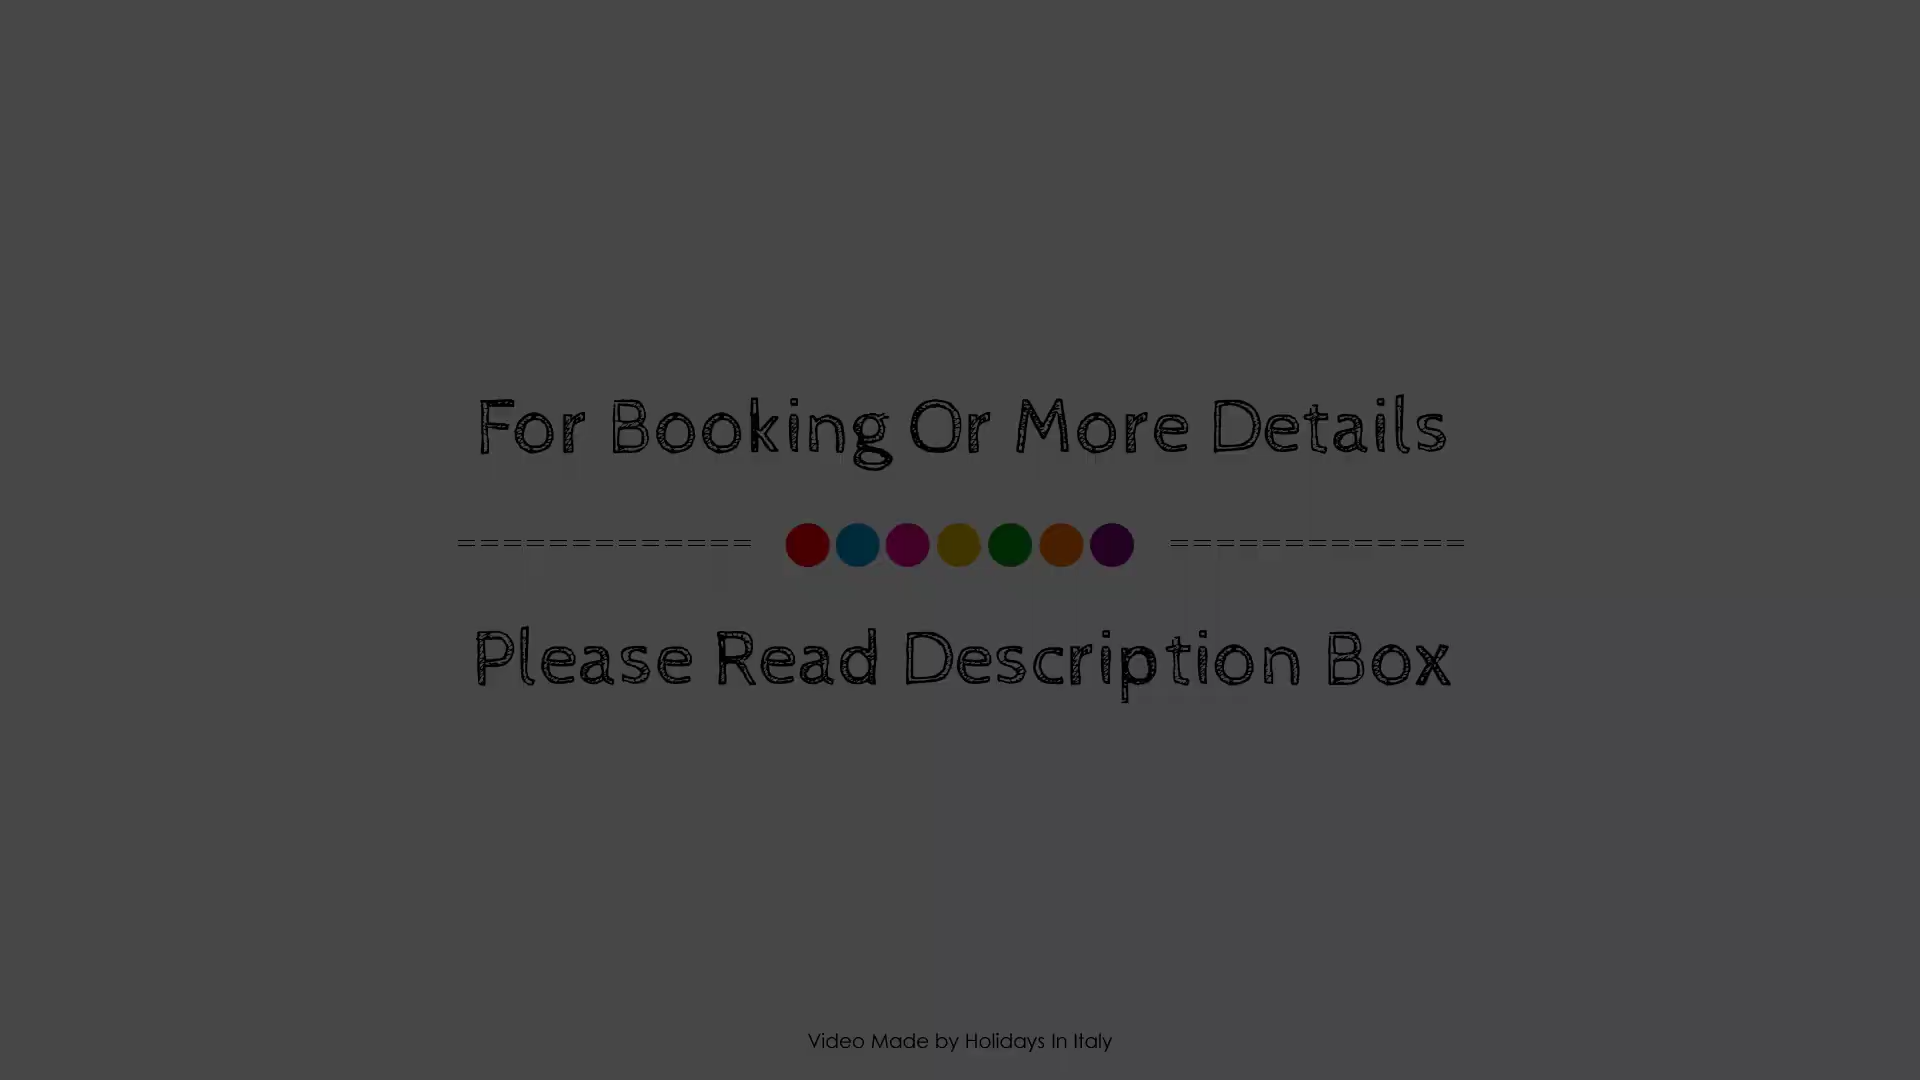 For Booking Or More Details
============= =============
Please Read Description Box
Video Made by Holidays In Italy